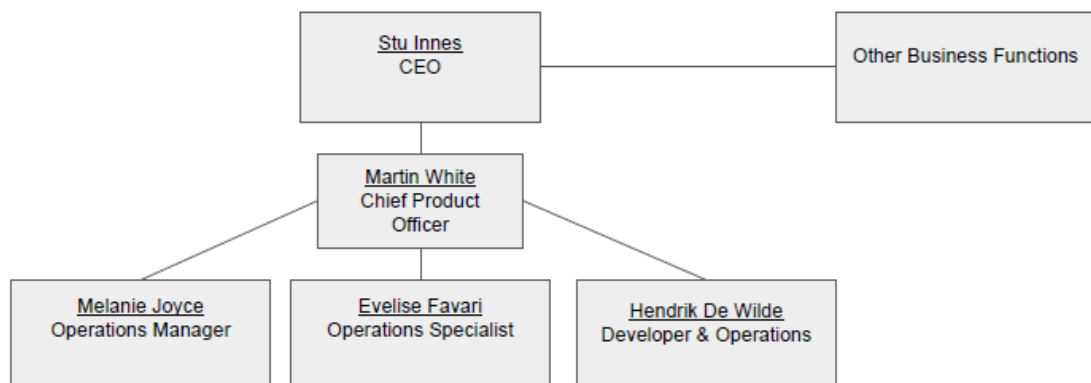 Stu Innes
CEO
Other Business Functions
Martin White
Chief Product
Officer
Melanie Joyce
Operations Manager
Evelise Favari
Operations Specialist
Hendrik De Wilde
Developer & Operations